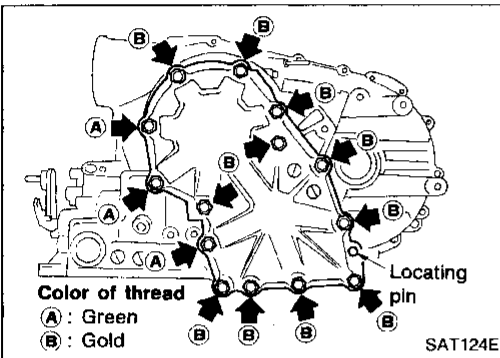 B B
B
A
B
B
A
B
A
Locating
pin
Color of thread
A : Green
B : Gold
B B B B
SAT124E